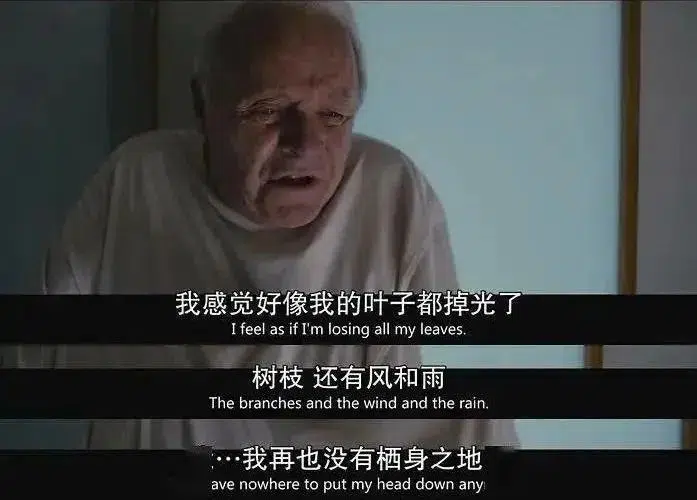 我感觉好像我的叶子都掉光了
I feel as if I'm losing all my leaves.
树枝 还有风和雨
The branches and the wind and the rain.
…我再也没有栖身之地
ave nowhere to put my head down any